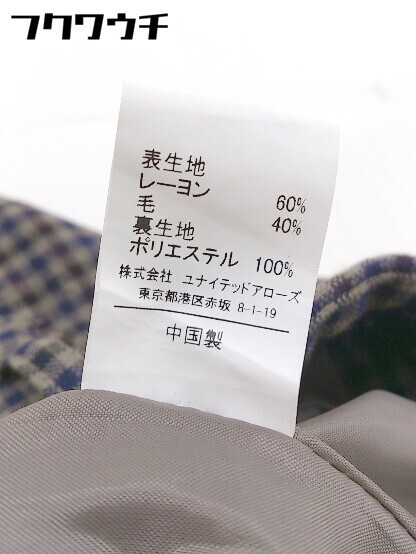 フクワウチ
表生地
レーヨン 60%
毛 40%
裏生地
ポリエステル 100%
株式会社 ユナイテッドアローズ
東京都港区赤坂 8-1-19
中国製